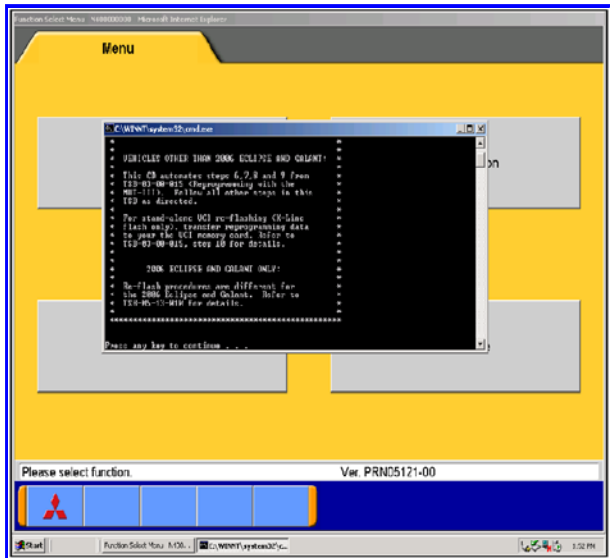 Function Select Menu N400000000 Microsoft Internet Explorer
Menu
C:\WINNT\system32\cmd.exe
* *
* *
* VEHICLES OTHER THAN 2006 ECLIPSE AND GALANT: *
* *
* This CD automates steps 6,7,8 and 9 from *
* TSB-03-00-015 (Reprogramming with the *
* MUT-III). Follow all other steps in this *
* TSB as directed. *
* *
* For stand-alone VCI re-flashing (K-Line *
* flash only), transfer reprogramming data *
* to your the VCI memory card. Refer to *
* TSB-03-00-015, step 10 for details. *
* *
* 2006 ECLIPSE AND GALANT ONLY: *
* *
* Re-flash procedures are different for *
* the 2006 Eclipse and Galant. Refer to *
* for details. *
* *
Press any key to continue . . .
on
Please select function.
Ver. PRN05121-00
Start
Function Select Menu
C:\WINNT\system32\c...
PM